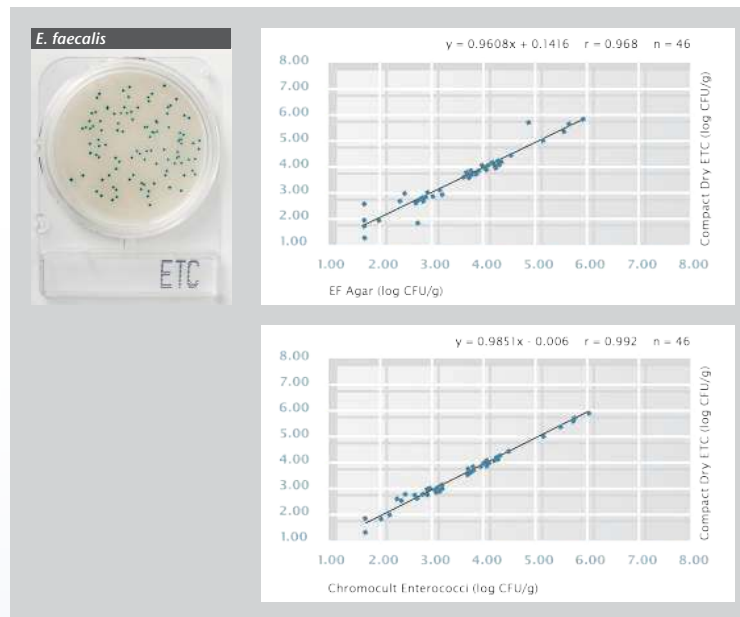 E. faecalis
ETC
y = 0.9608x + 0.1416 r = 0.968 n = 46
8.00
7.00
6.00
5.00
4.00
3.00
2.00
1.00
1.00 2.00 3.00 4.00 5.00 6.00 7.00 8.00
EF Agar (log CFU/g)
Compact Dry ETC (log CFU/g)
y = 0.9851x - 0.006 r = 0.992 n = 46
8.00
7.00
6.00
5.00
4.00
3.00
2.00
1.00
1.00 2.00 3.00 4.00 5.00 6.00 7.00 8.00
Chromocult Enterococci (log CFU/g)
Compact Dry ETC (log CFU/g)